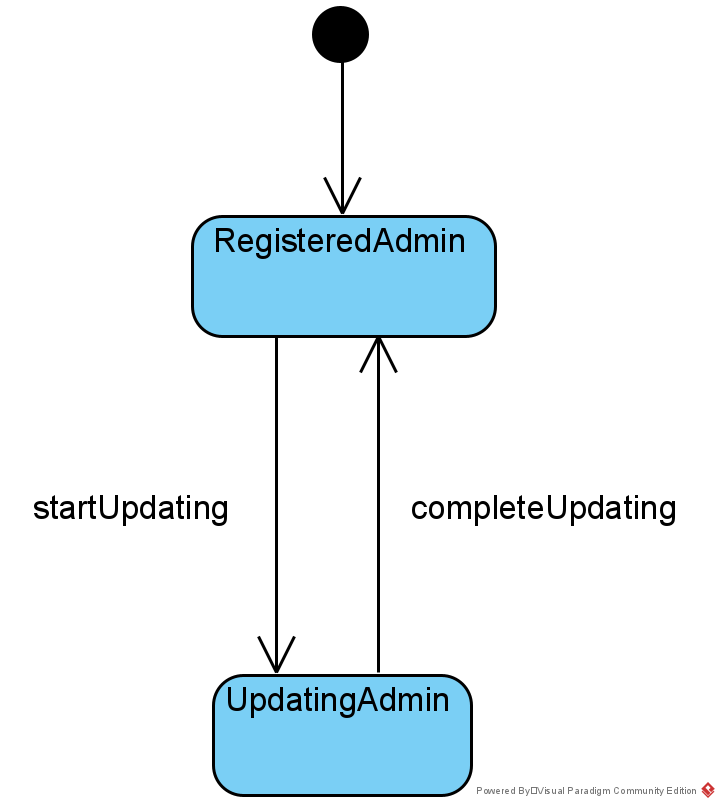 RegisteredAdmin
startUpdating
completeUpdating
UpdatingAdmin
Powered By Visual Paradigm Community Edition